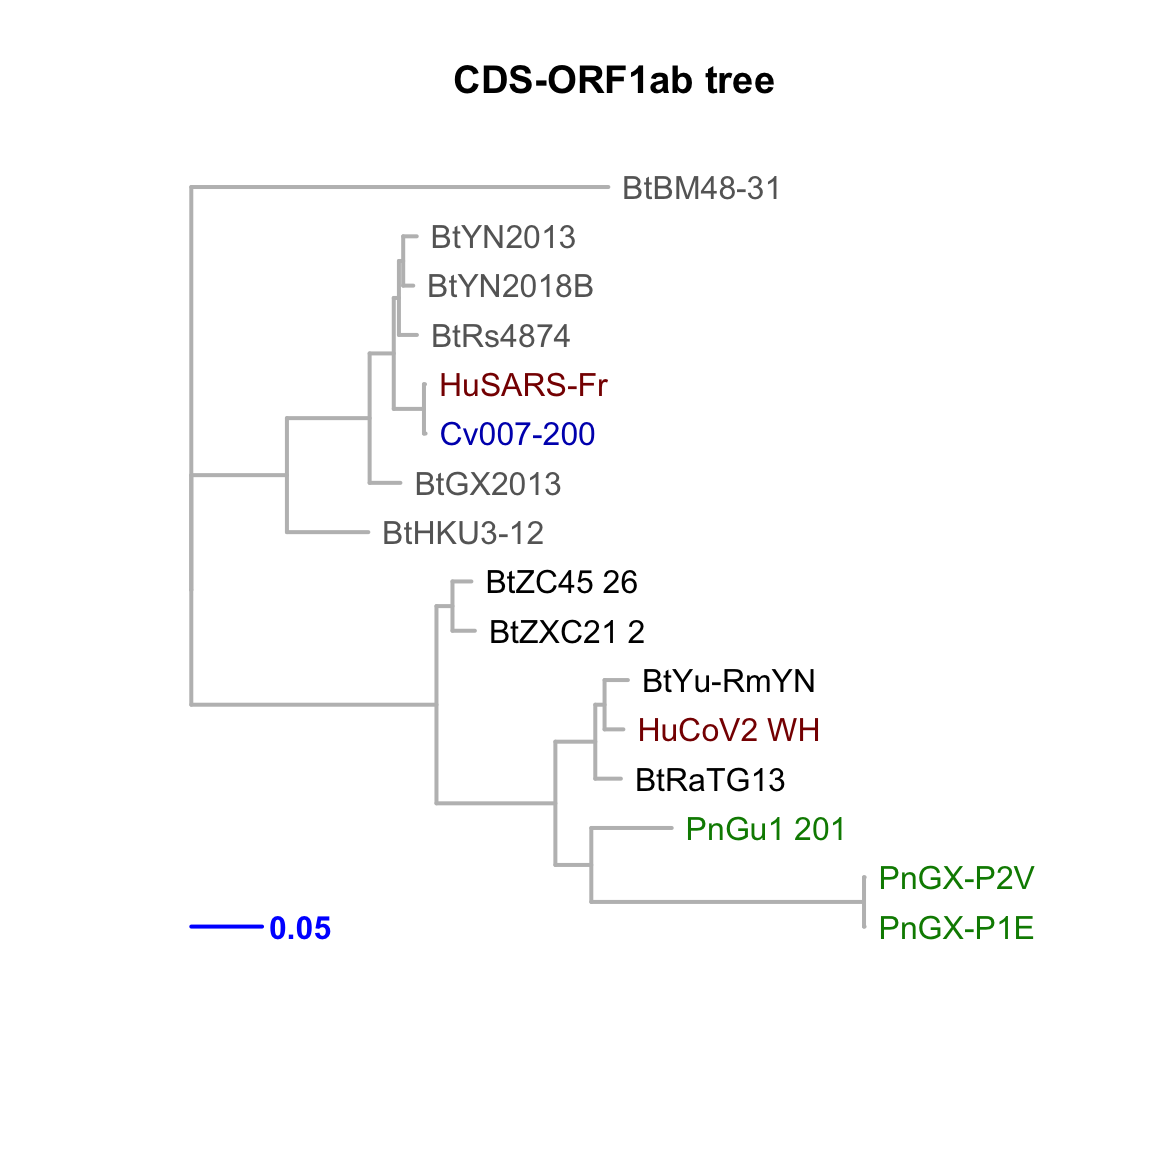 CDS-ORF1ab tree
BtBM48-31
BtYN2013
BtYN2018B
BtRs4874
HuSARS-Fr
Cv007-200
BtGX2013
BtHKU3-12
BtZC45 26
BtZXC21 2
BtYu-RmYN
HuCoV2 WH
BtRaTG13
PnGu1 201
PnGX-P2V
PnGX-P1E
0.05